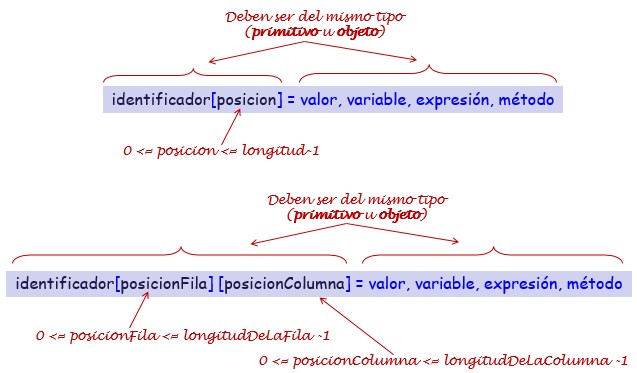 Deben ser del mismo tipo
(primitivo u objeto)
identificador[posicion] = valor, variable, expresión, método
0 <= posicion <= longitud-1
Deben ser del mismo tipo
(primitivo u objeto)
identificador[posicionFila] [posicionColumna] = valor, variable, expresión, método
0 <= posicionFila <= longitudDeLaFila -1
0 <= posicionColumna <= longitudDeLaColumna -1